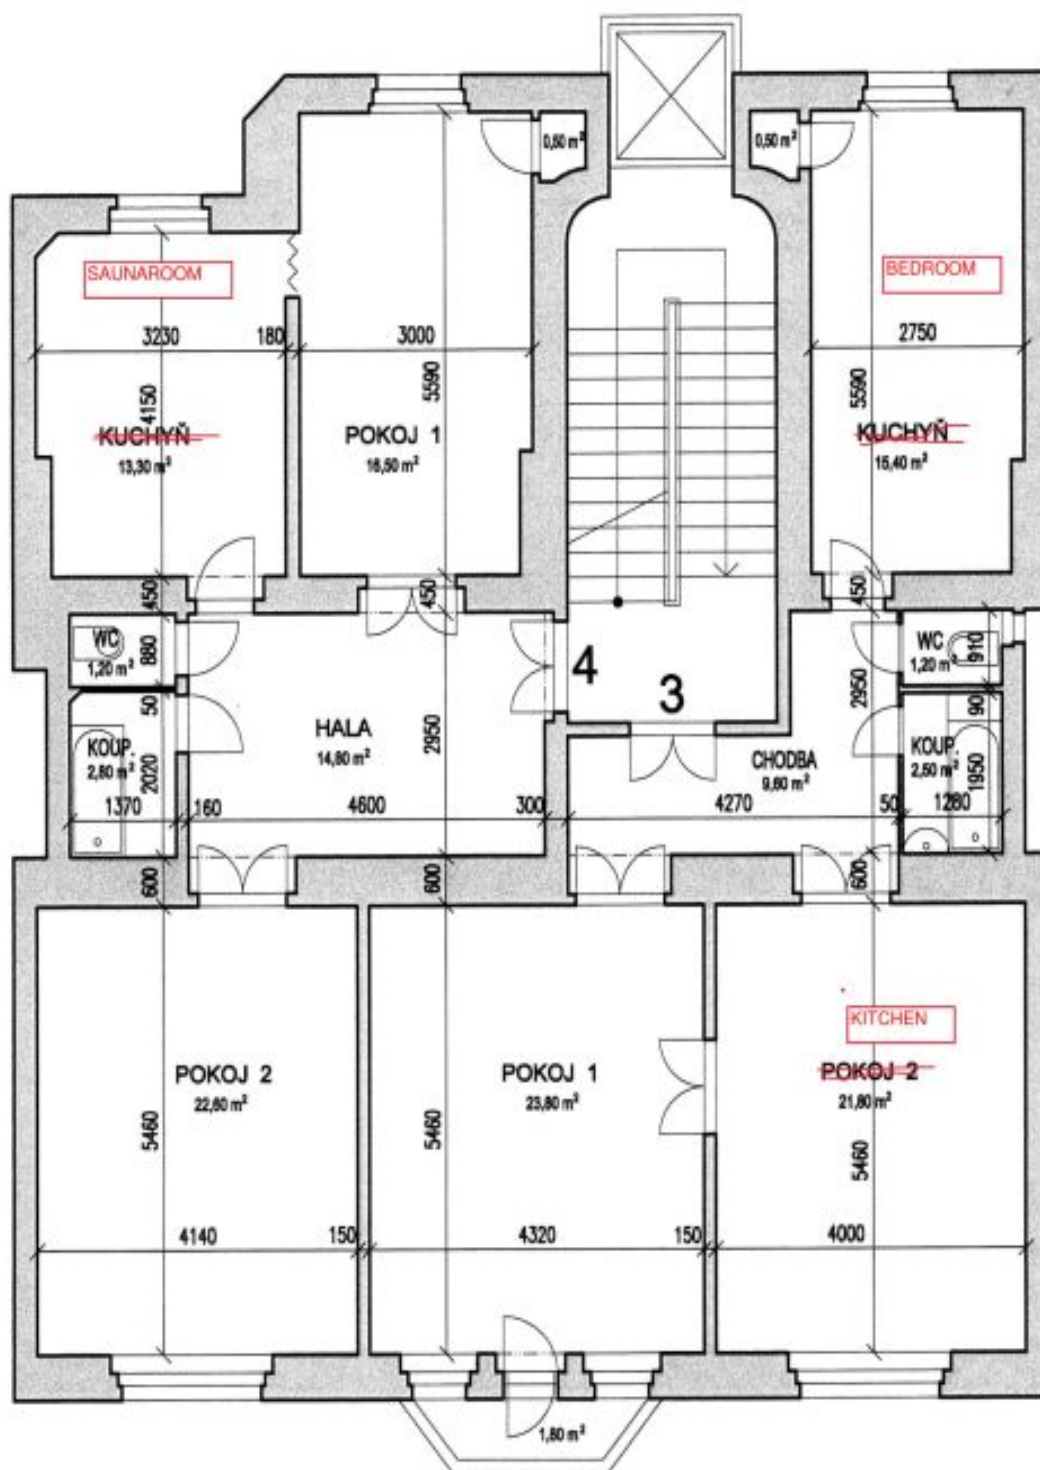 0,50 m²
0,50 m²
SAUNAROOM
BEDROOM
3230
180
3000
2750
4150
5590
5590
KUCHYŇ
13,30 m²
POKOJ 1
16,50 m²
KUCHYŇ
15,40 m²
450
450
450
WC
1,20 m²
880
4
3
WC
1,20 m²
910
50
HALA
14,80 m²
2950
2950
90
KOUP.
2,80 m²
2020
CHODBA
9,60 m²
KOUP.
2,50 m²
1950
1370
160
4600
300
4270
50
1280
600
600
600
KITCHEN
POKOJ 2
22,60 m²
POKOJ 1
23,80 m²
POKOJ 2
21,80 m²
5460
5460
5460
4140
150
4320
150
4000
1,80 m²